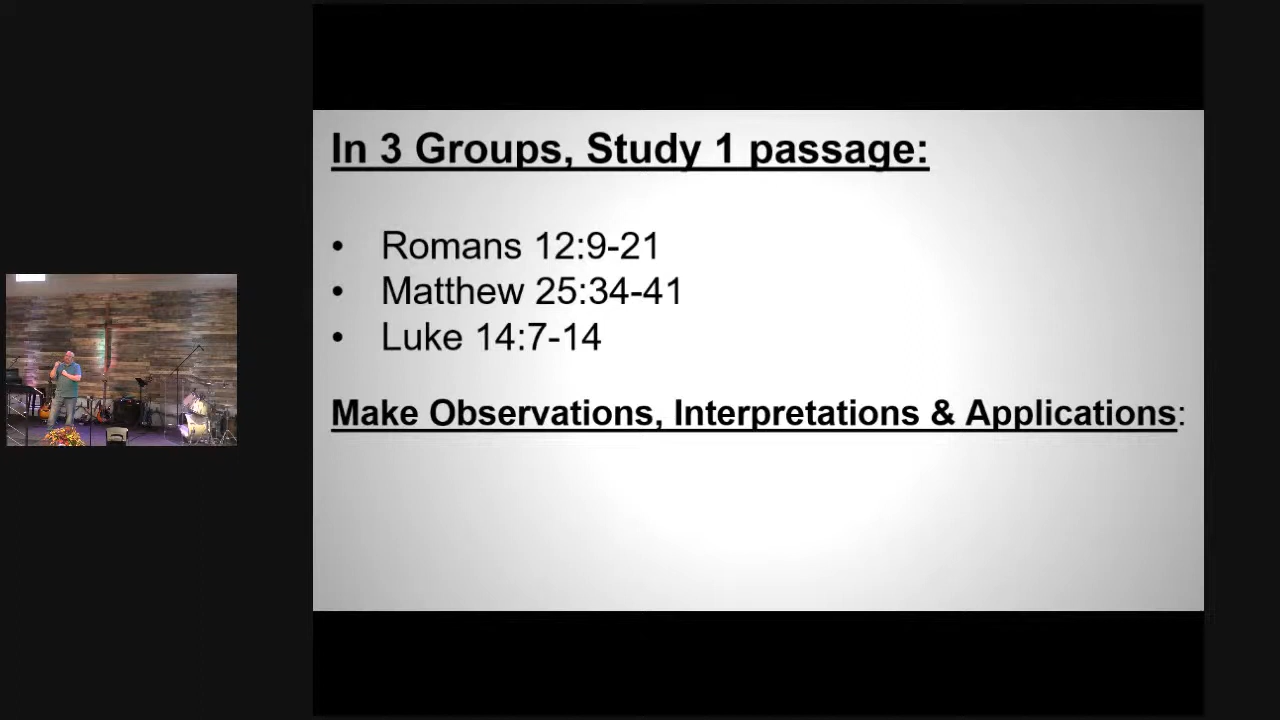 In 3 Groups, Study 1 passage:
• Romans 12:9-21
• Matthew 25:34-41
• Luke 14:7-14
Make Observations, Interpretations & Applications: